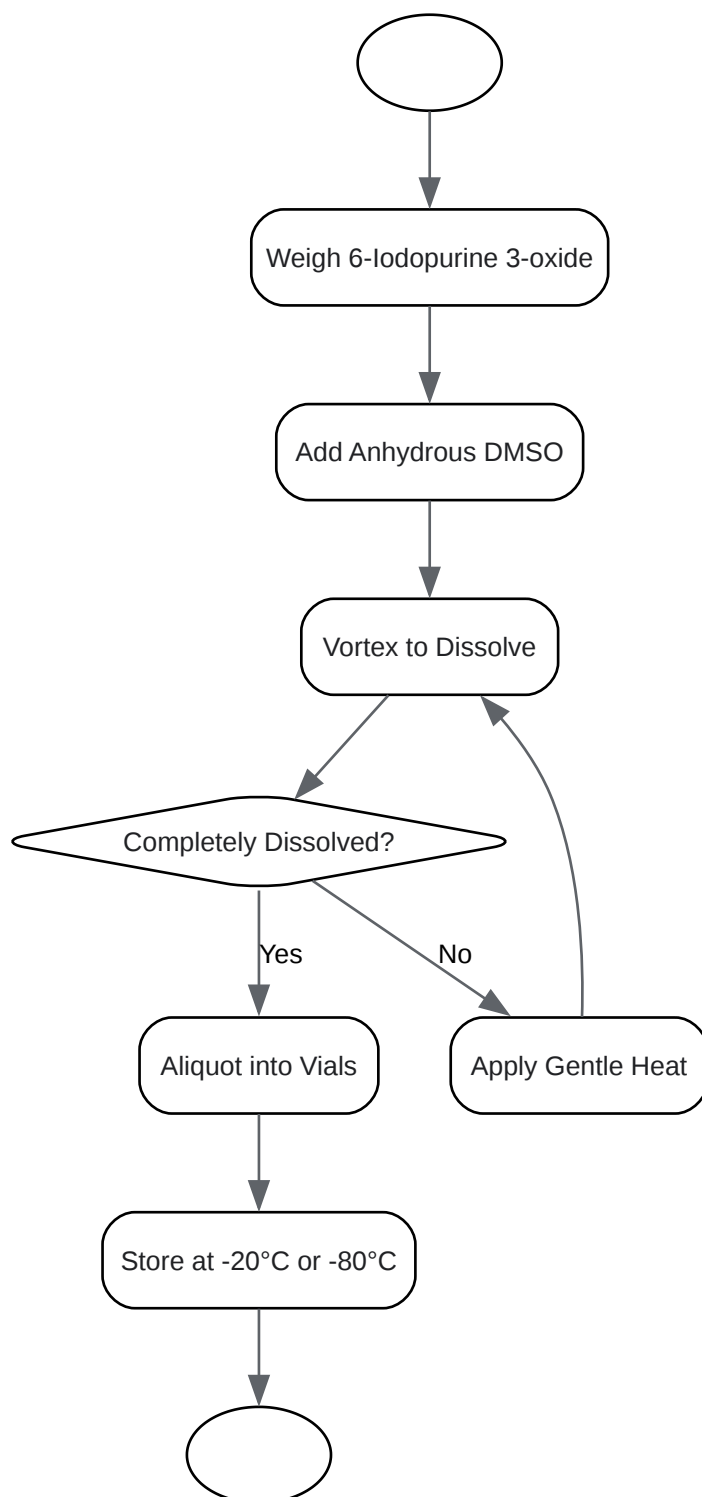 Weigh 6-Iodopurine 3-oxide
Add Anhydrous DMSO
Vortex to Dissolve
Completely Dissolved?
Yes
No
Aliquot into Vials
Apply Gentle Heat
Store at -20°C or -80°C